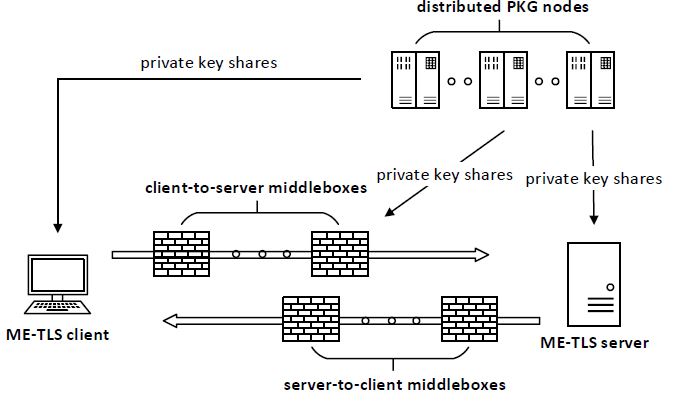 distributed PKG nodes
private key shares
private key shares
private key shares
client-to-server middleboxes
ME-TLS client
ME-TLS server
server-to-client middleboxes